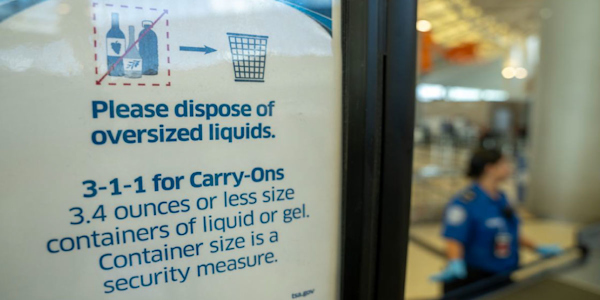 Please dispose of
oversized liquids.
3-1-1 for Carry-Ons
3.4 ounces or less size
containers of liquid or gel.
Container size is a
security measure.
tsa.gov